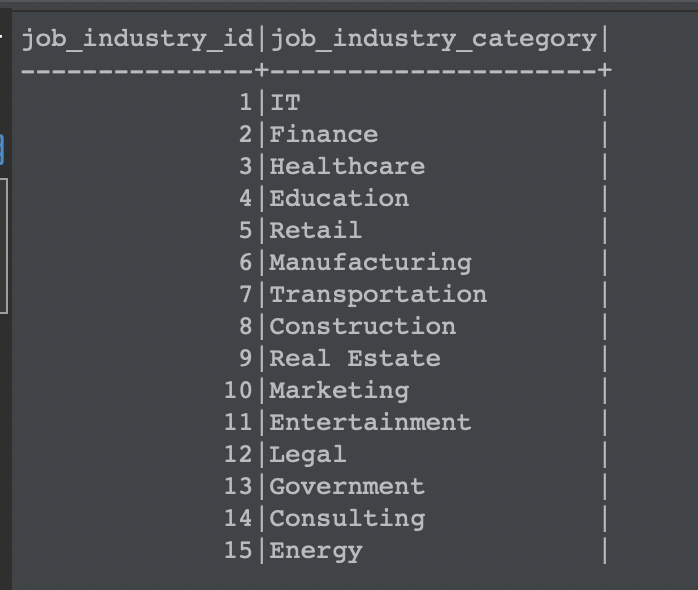 job_industry_id|job_industry_category|
---------------+---------------------+
              1|IT                   |
              2|Finance              |
              3|Healthcare           |
              4|Education            |
              5|Retail               |
              6|Manufacturing        |
              7|Transportation       |
              8|Construction         |
              9|Real Estate          |
             10|Marketing            |
             11|Entertainment        |
             12|Legal                |
             13|Government           |
             14|Consulting           |
             15|Energy               |